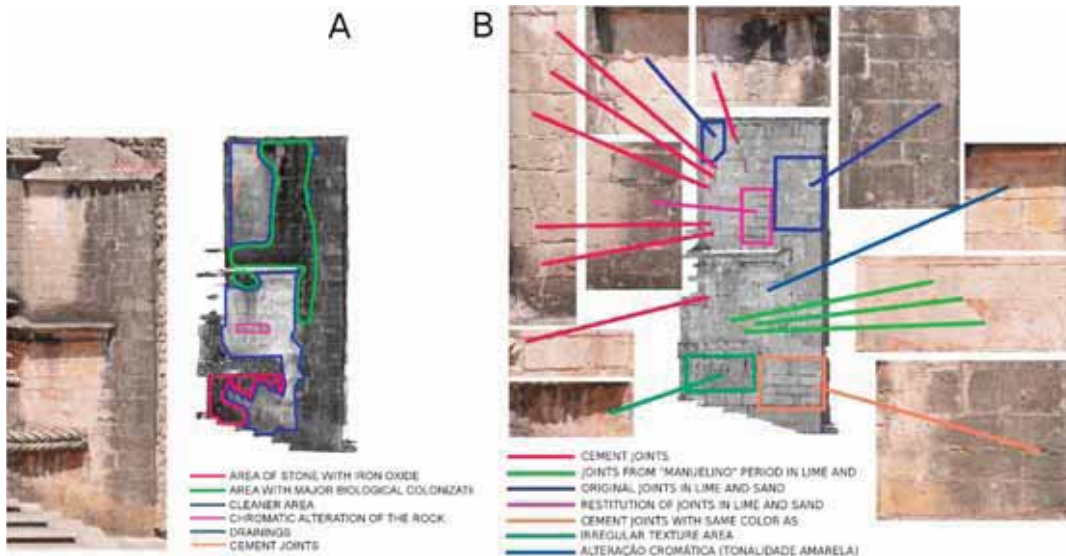 A
B
AREA OF STONE WITH IRON OXIDE
AREA WITH MAJOR BIOLOGICAL COLONIZATI
CLEANER AREA
CHROMATIC ALTERATION OF THE ROCK
DRAININGS
CEMENT JOINTS
CEMENT JOINTS
JOINTS FROM "MANUELINO" PERIOD IN LIME AND
ORIGINAL JOINTS IN LIME AND SAND
RESTITUTION OF JOINTS IN LIME AND SAND
CEMENT JOINTS WITH SAME COLOR AS
IRREGULAR TEXTURE AREA
ALTERAÇÃO CROMÁTICA (TONALIDADE AMARELA)